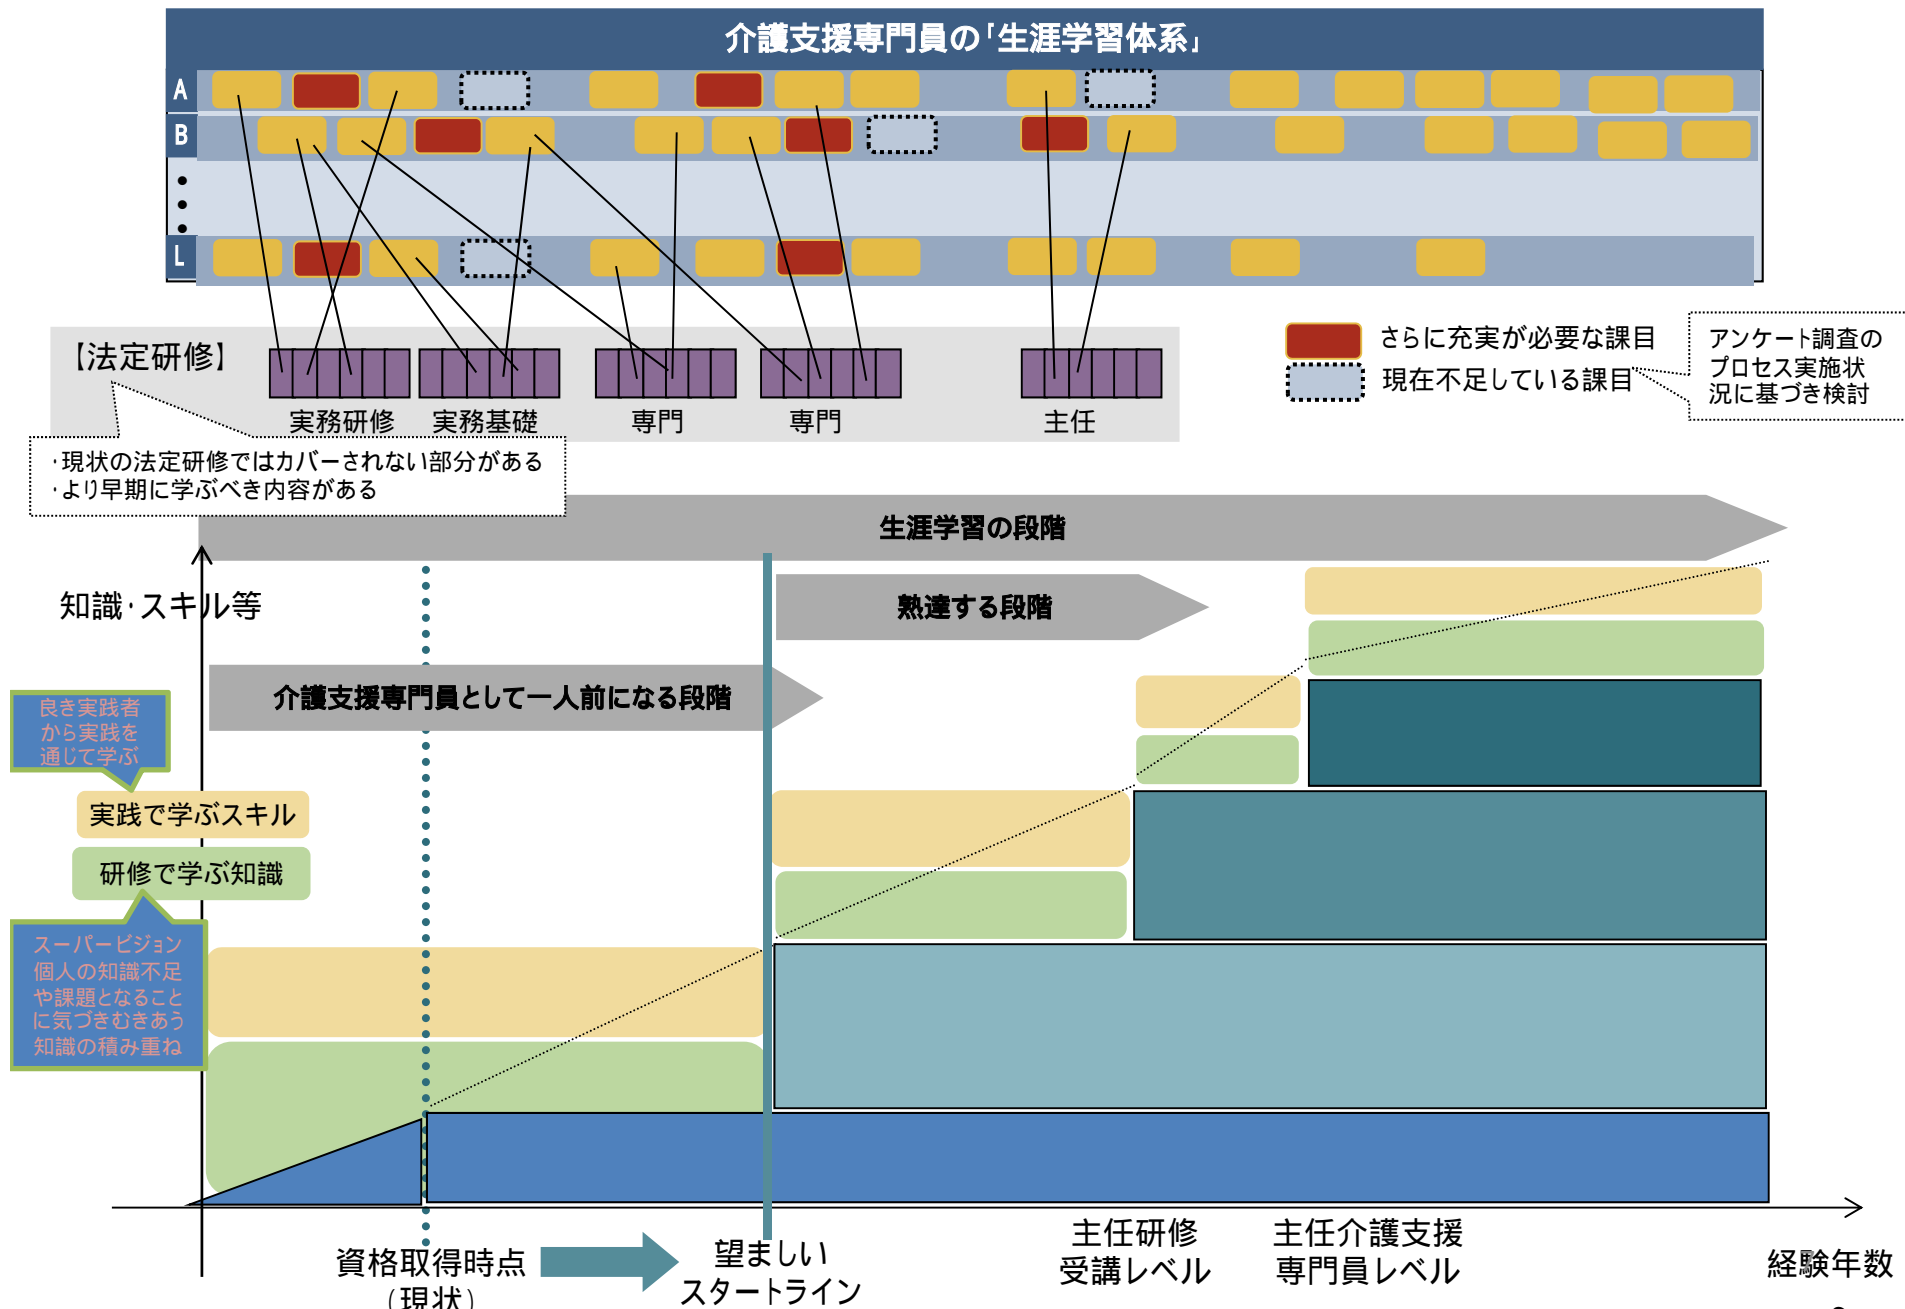 介護支援専門員の「生涯学習体系」
A
B
L
【法定研修】
実務研修
実務基礎
専門
専門
主任
さらに充実が必要な課目
現在不足している課目
アンケート調査の
プロセス実施状
況に基づき検討
・現状の法定研修ではカバーされない部分がある
・より早期に学ぶべき内容がある
生涯学習の段階
知識・スキル等
熟達する段階
介護支援専門員として一人前になる段階
良き実践者
から実践を
通じて学ぶ
実践で学ぶスキル
研修で学ぶ知識
スーパービジョン
個人の知識不足
や課題となること
に気づきむきあう
知識の積み重ね
資格取得時点
(現状)
望ましい
スタートライン
主任研修
受講レベル
主任介護支援
専門員レベル
経験年数